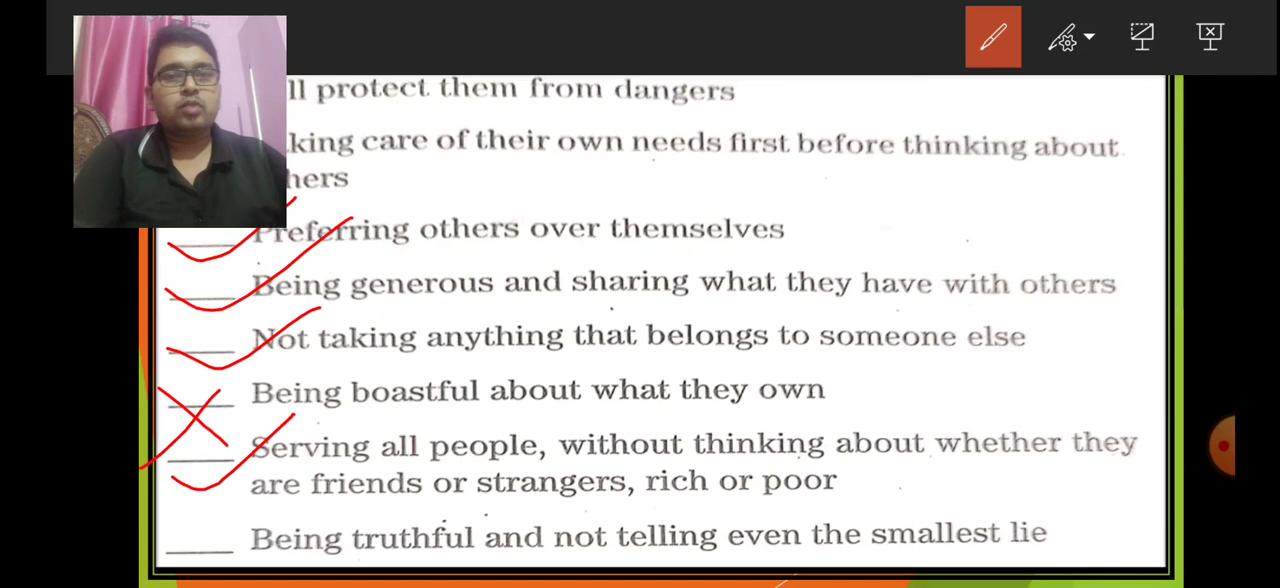 ll protect them from dangers
king care of their own needs first before thinking about
hers
Preferring others over themselves
Being generous and sharing what they have with others
Not taking anything that belongs to someone else
Being boastful about what they own
Serving all people, without thinking about whether they
are friends or strangers, rich or poor
Being truthful and not telling even the smallest lie